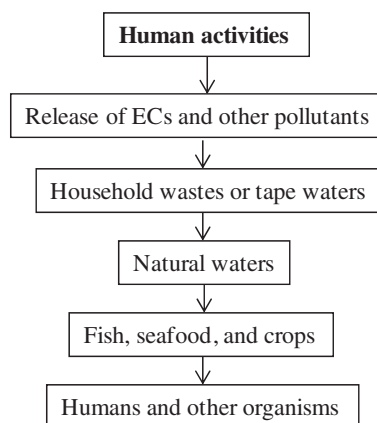 Human activities
Release of ECs and other pollutants
Household wastes or tape waters
Natural waters
Fish, seafood, and crops
Humans and other organisms